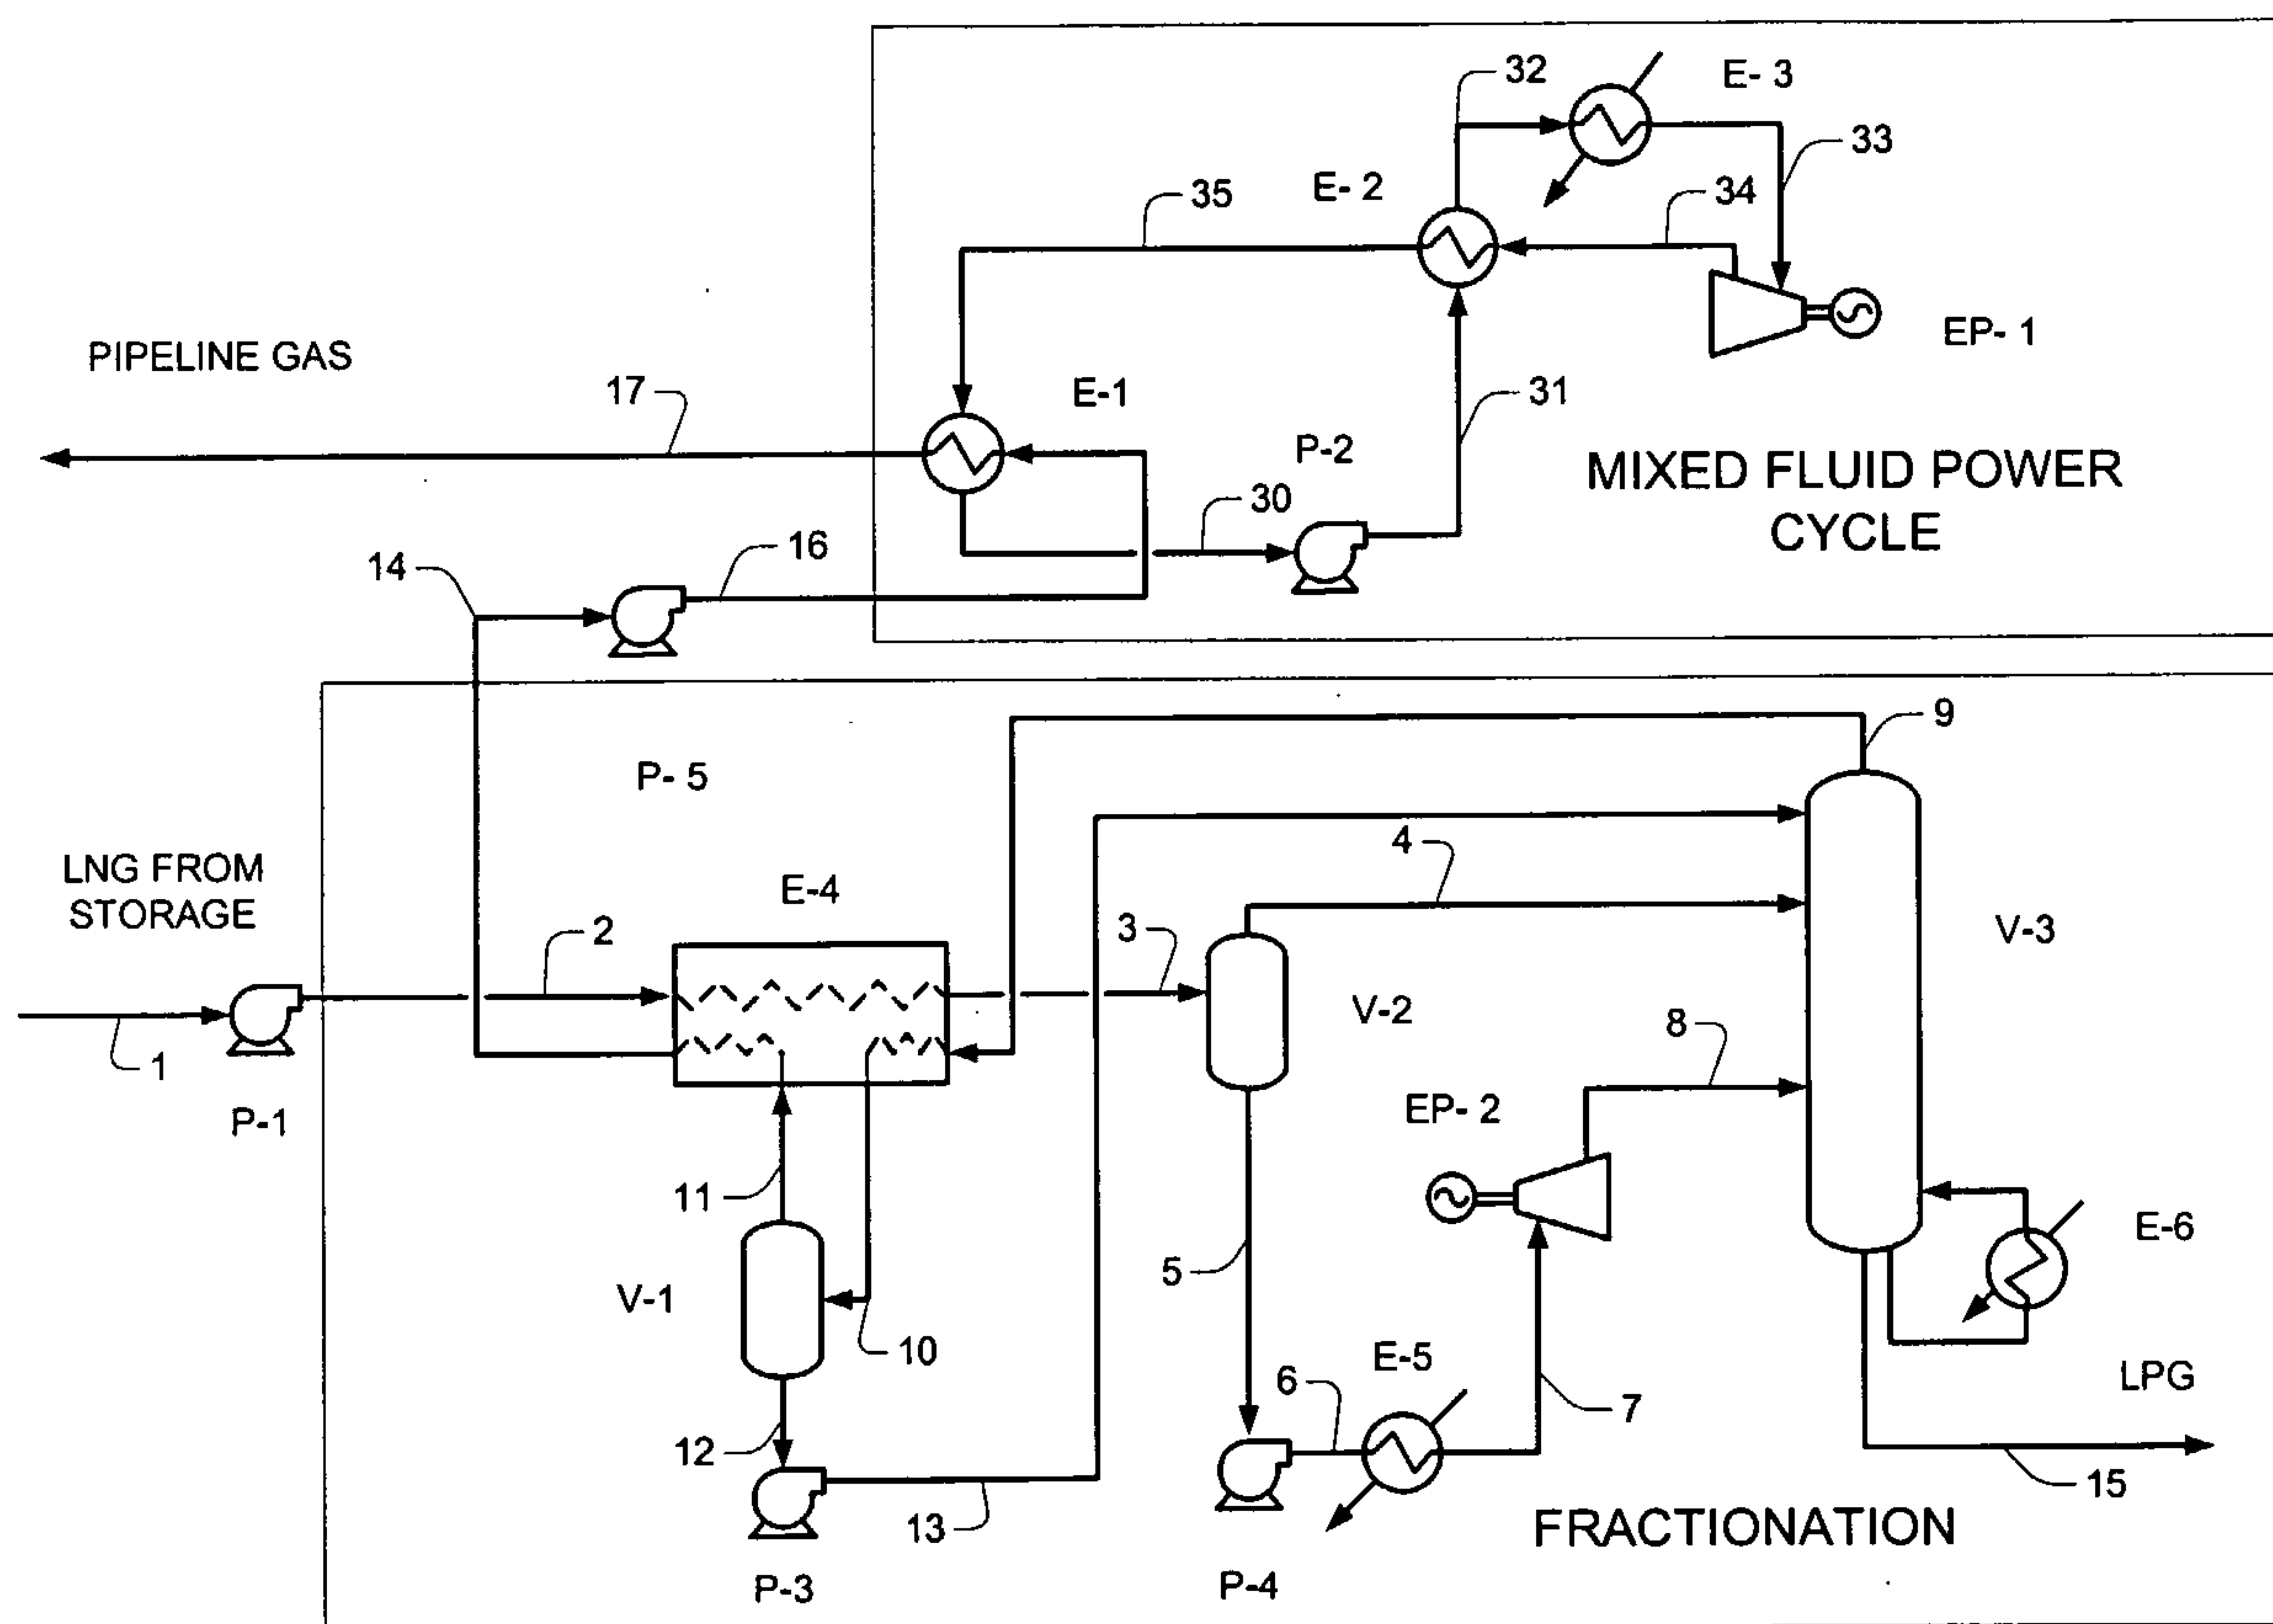 32
E- 3
33
35
E- 2
34
EP- 1
PIPELINE GAS
17
E-1
31
P-2
MIXED FLUID POWER
CYCLE
30
16
14
9
P- 5
4
LNG FROM
STORAGE
E-4
2
3
V-3
V-2
8
1
P-1
EP- 2
11
E-6
5
V-1
10
6
E-5
LPG
7
12
15
13
FRACTIONATION
P-3
P-4